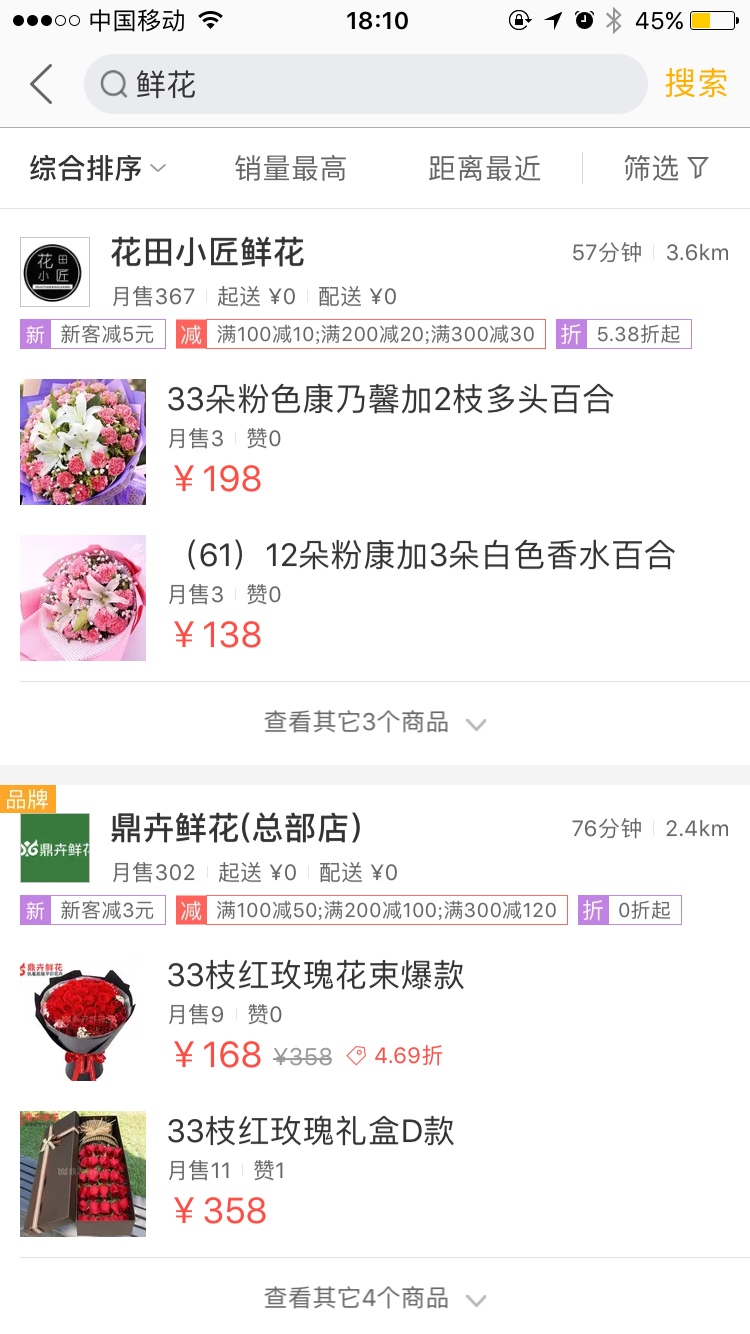 中国移动 18:10 45%
鲜花 搜索
综合排序 销量最高 距离最近 筛选
花田小匠
花田小匠鲜花 57分钟 3.6km
月售367 起送 ¥0 配送 ¥0
新 新客减5元 减 满100减10;满200减20;满300减30 折 5.38折起
33朵粉色康乃馨加2枝多头百合
月售3 赞0
¥198
（61）12朵粉康加3朵白色香水百合
月售3 赞0
¥138
查看其它3个商品
品牌
鼎卉鲜花
鼎卉鲜花(总部店) 76分钟 2.4km
月售302 起送 ¥0 配送 ¥0
新 新客减3元 减 满100减50;满200减100;满300减120 折 0折起
鼎卉鲜花
33枝红玫瑰花束爆款
月售9 赞0
¥168 ¥358 4.69折
33枝红玫瑰礼盒D款
月售11 赞1
¥358
查看其它4个商品